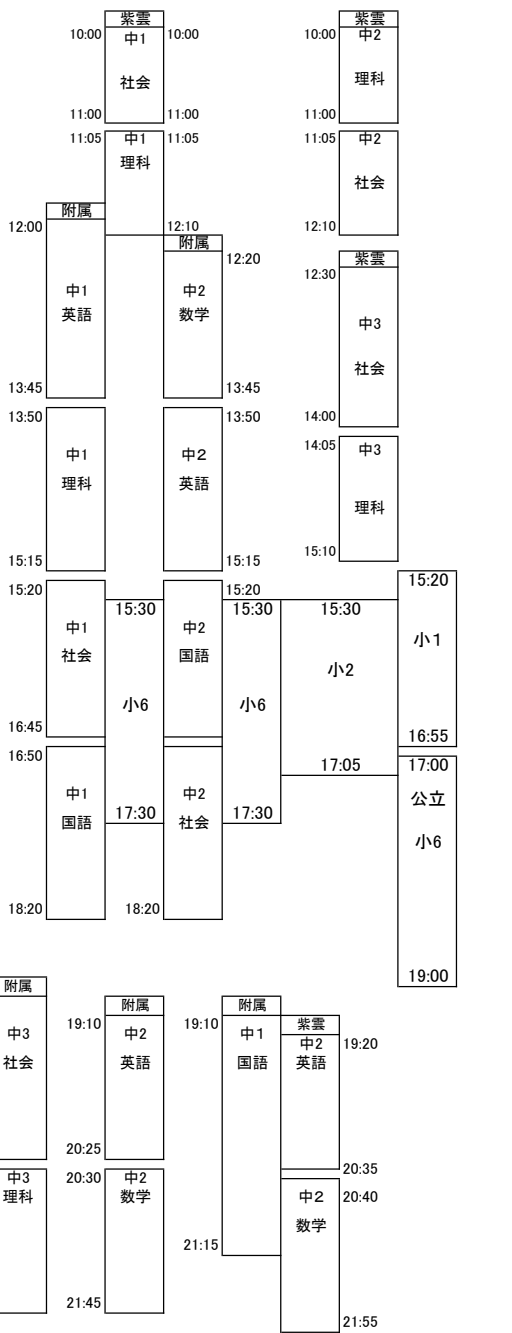 紫雲
10:00 中1 10:00
社会
11:00 11:00
紫雲
10:00 中2
理科
11:00
11:05 中1 11:05
理科
12:10
11:05 中2
社会
12:10
附属
12:00
中1
英語
13:45
附属
12:20
中2
数学
13:45
紫雲
12:30
中3
社会
14:00
13:50
中1
理科
15:15
13:50
中２
英語
15:15
14:05 中3
理科
15:10
15:20
中1
社会
16:45
15:30
小6
17:30
15:20
中2
国語
15:30
小6
17:30
15:30
小2
17:05
15:20
小１
16:55
16:50
中1
国語
18:20
中2
社会
18:20
17:00
公立
小6
19:00
附属
中3
社会
中3
理科
附属
19:10 中2
英語
20:25
20:30 中2
数学
21:45
附属
19:10 中１
国語
21:15
紫雲
中2 19:20
英語
20:35
中２ 20:40
数学
21:55